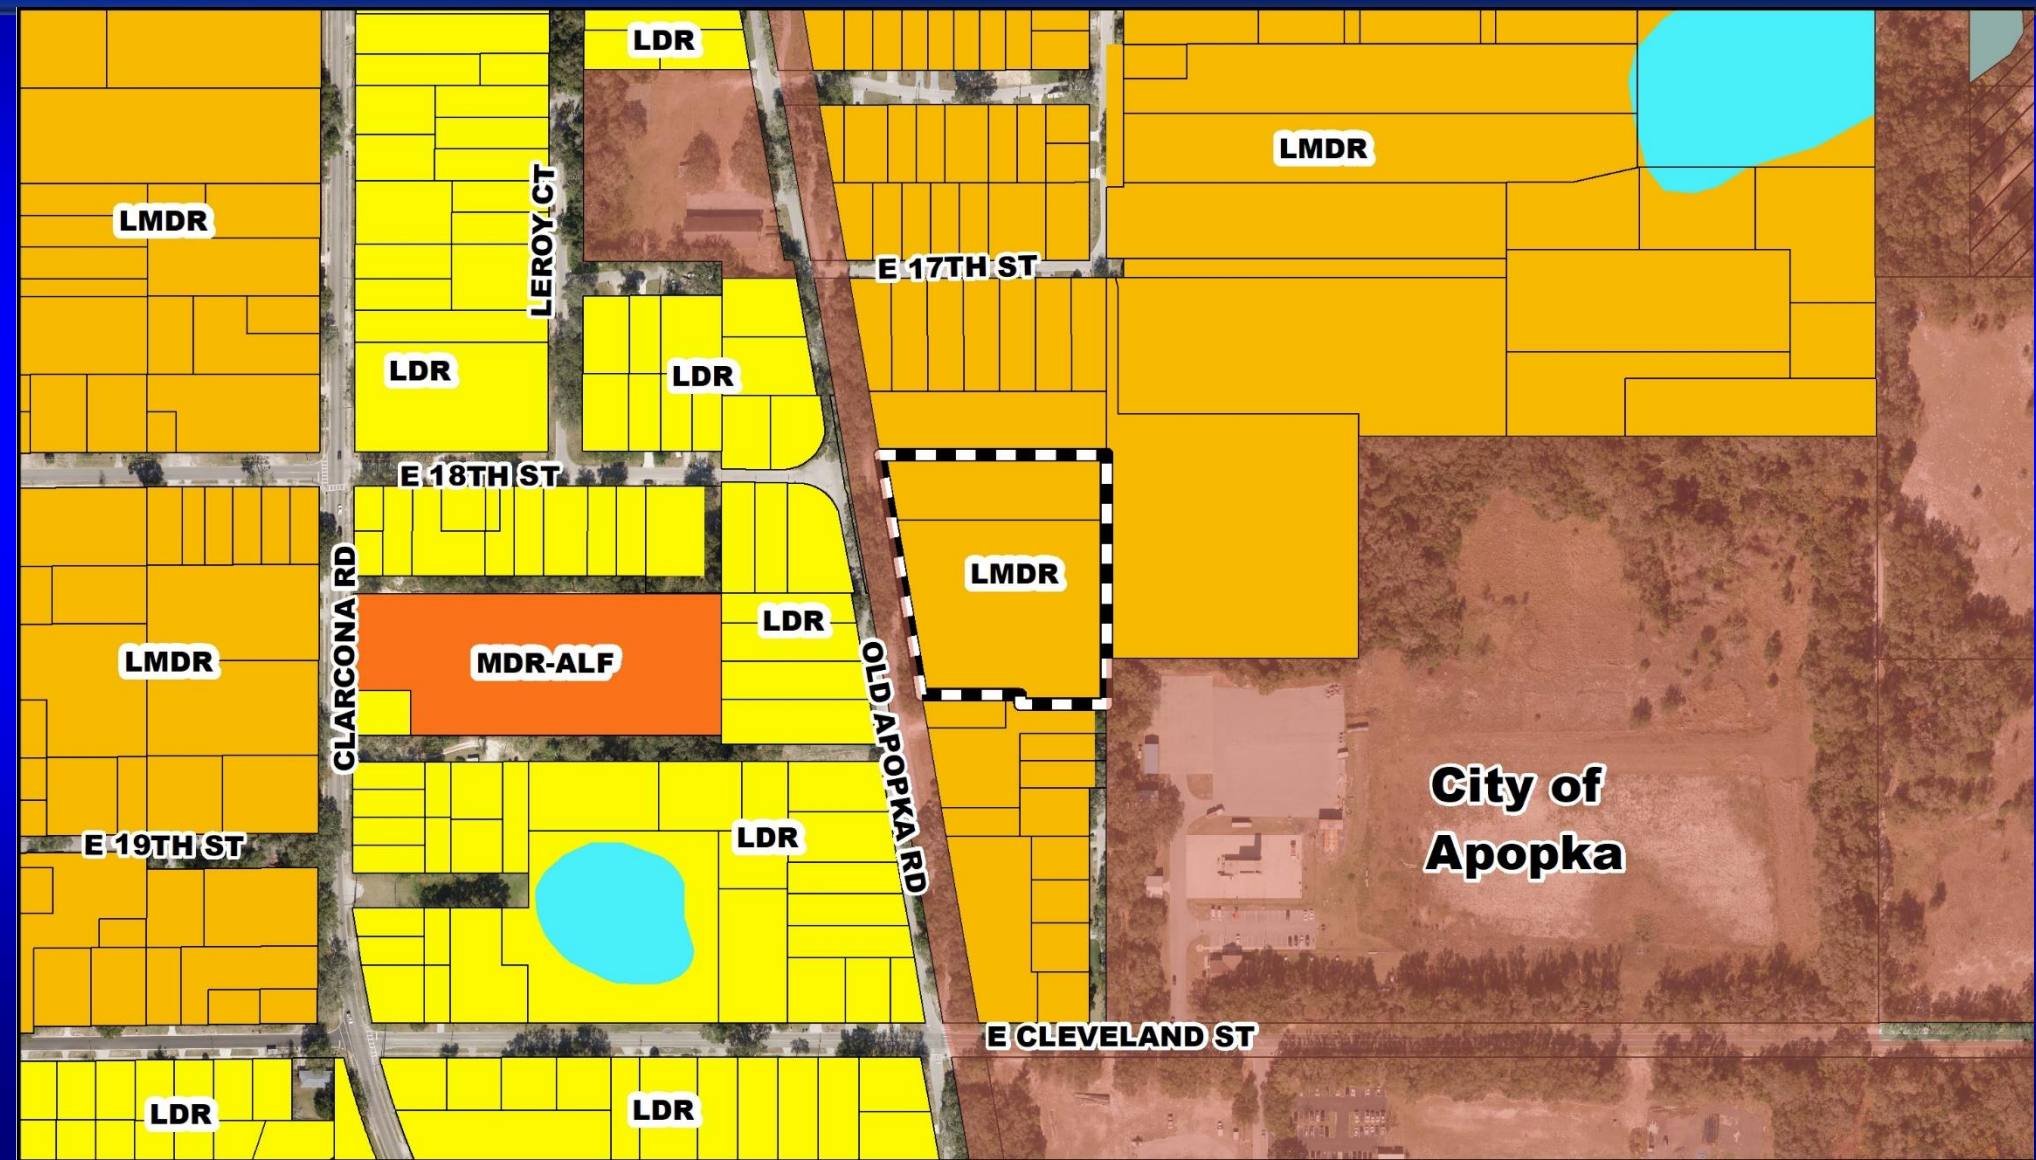 LDR
LMDR
LMDR
LEROY CT
E 17TH ST
LDR
LDR
E 18TH ST
LMDR
CLARCONA RD
LDR
LMDR
MDR-ALF
OLD APOPKA RD
City of
Apopka
LDR
E 19TH ST
E CLEVELAND ST
LDR
LDR